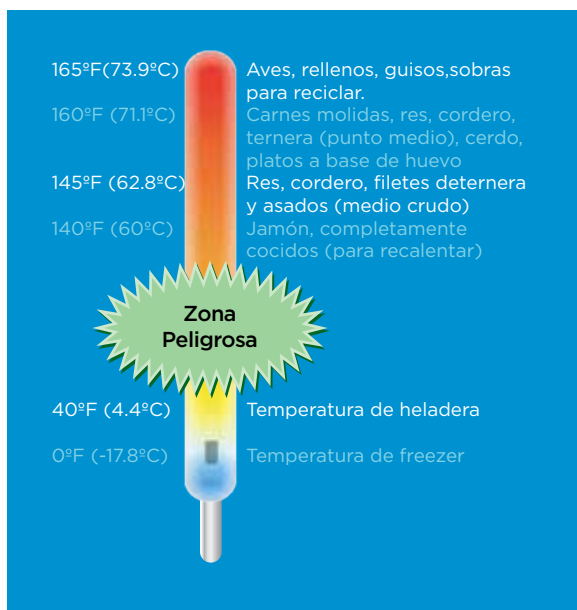 165ºF(73.9ºC) Aves, rellenos, guisos,sobras
para reciclar.
160ºF (71.1ºC) Carnes molidas, res, cordero,
ternera (punto medio), cerdo,
platos a base de huevo
145ºF (62.8ºC) Res, cordero, filetes deternera
y asados (medio crudo)
140ºF (60ºC) Jamón, completamente
cocidos (para recalentar)
Zona
Peligrosa
40ºF (4.4ºC) Temperatura de heladera
0ºF (-17.8ºC) Temperatura de freezer